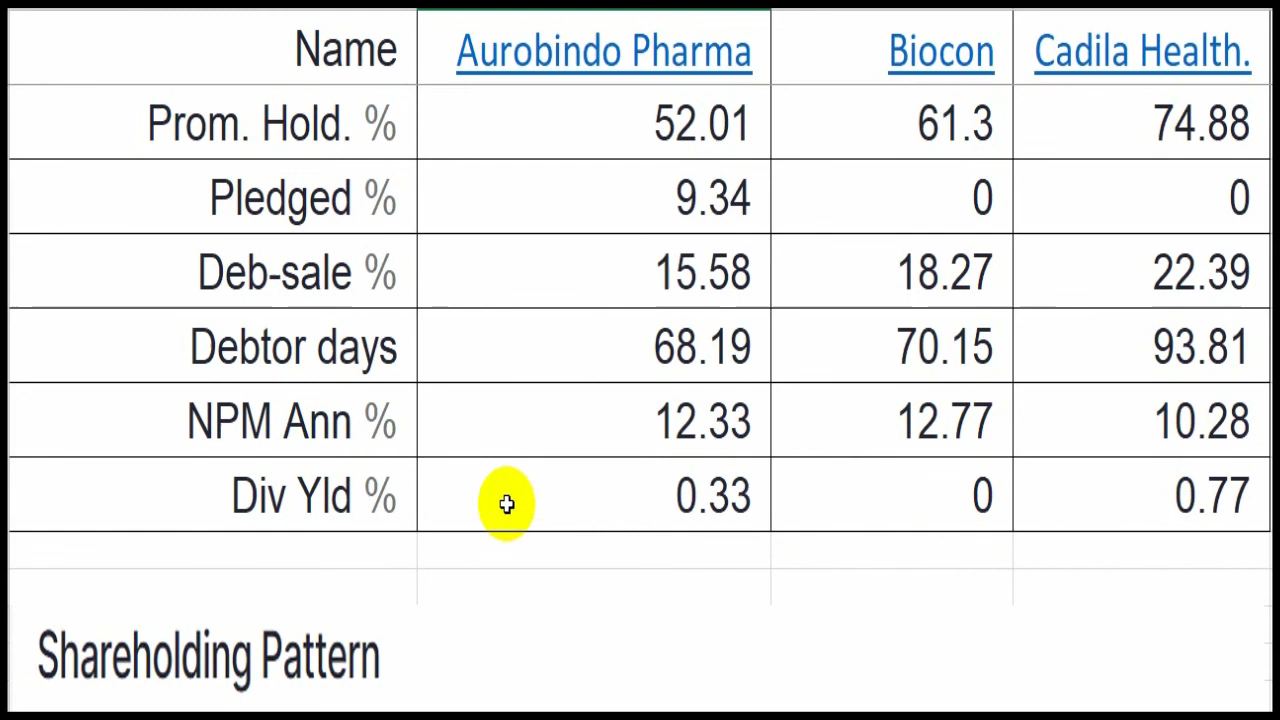 Name Aurobindo Pharma Biocon Cadila Health.
Prom. Hold. % 52.01 61.3 74.88
Pledged % 9.34 0 0
Deb-sale % 15.58 18.27 22.39
Debtor days 68.19 70.15 93.81
NPM Ann % 12.33 12.77 10.28
Div Yld % 0.33 0 0.77
Shareholding Pattern